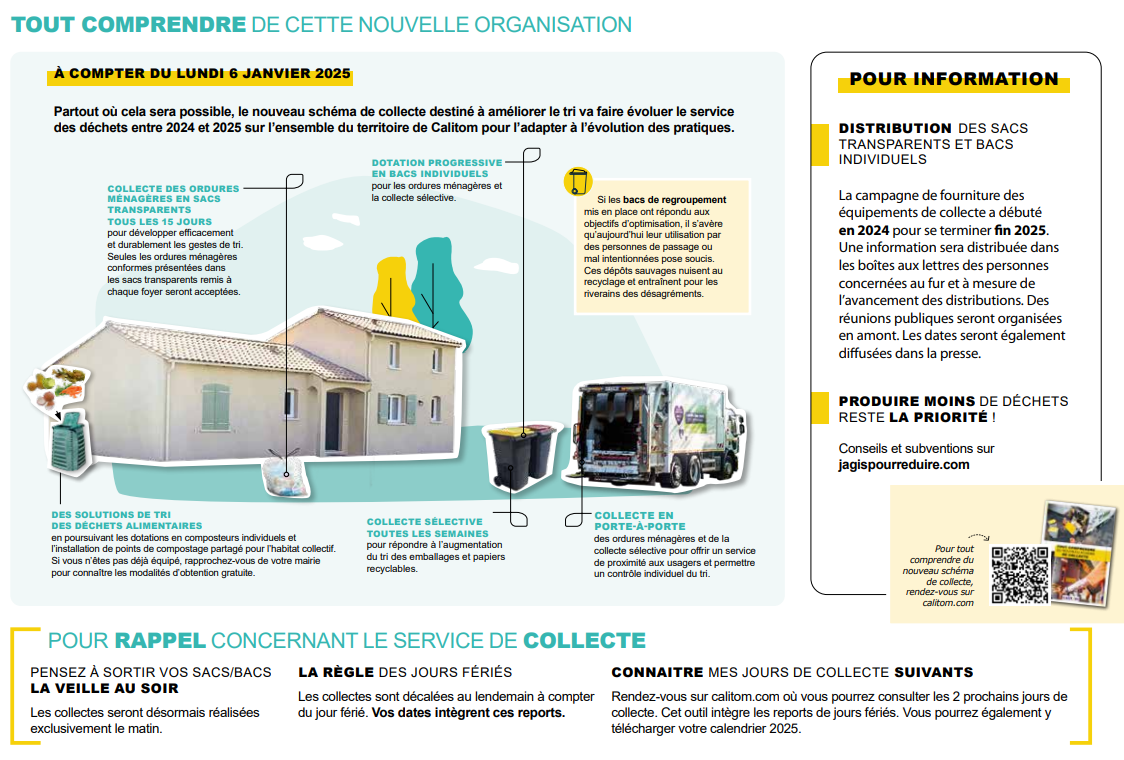 TOUT COMPRENDRE DE CETTE NOUVELLE ORGANISATION
À COMPTER DU LUNDI 6 JANVIER 2025
Partout où cela sera possible, le nouveau schéma de collecte destiné à améliorer le tri va faire évoluer le service
des déchets entre 2024 et 2025 sur l'ensemble du territoire de Calitom pour l'adapter à l'évolution des pratiques.
COLLECTE DES ORDURES
MÉNAGÈRES EN SACS
TRANSPARENTS
TOUS LES 15 JOURS
pour développer efficacement
et durablement les gestes de tri.
Seules les ordures ménagères
conformes présentées dans
les sacs transparents remis à
chaque foyer seront acceptées.
DOTATION PROGRESSIVE
EN BACS INDIVIDUELS
pour les ordures ménagères et
la collecte sélective.
Si les bacs de regroupement
mis en place ont répondu aux
objectifs d'optimisation, il s'avère
qu'aujourd'hui leur utilisation par
des personnes de passage ou
mal intentionnées pose soucis.
Ces dépôts sauvages nuisent au
recyclage et entraînent pour les
riverains des désagréments.
DES SOLUTIONS DE TRI
DES DÉCHETS ALIMENTAIRES
en poursuivant les dotations en composteurs individuels et
l'installation de points de compostage partagé pour l'habitat collectif.
Si vous n'êtes pas déjà équipé, rapprochez-vous de votre mairie
pour connaître les modalités d'obtention gratuite.
COLLECTE SÉLECTIVE
TOUTES LES SEMAINES
pour répondre à l'augmentation
du tri des emballages et papiers
recyclables.
COLLECTE EN
PORTE-À-PORTE
des ordures ménagères et de la
collecte sélective pour offrir un service
de proximité aux usagers et permettre
un contrôle individuel du tri.
POUR INFORMATION
DISTRIBUTION DES SACS
TRANSPARENTS ET BACS
INDIVIDUELS
La campagne de fourniture des
équipements de collecte a débuté
en 2024 pour se terminer fin 2025.
Une information sera distribuée dans
les boîtes aux lettres des personnes
concernées au fur et à mesure de
l'avancement des distributions. Des
réunions publiques seront organisées
en amont. Les dates seront également
diffusées dans la presse.
PRODUIRE MOINS DE DÉCHETS
RESTE LA PRIORITÉ !
Conseils et subventions sur
jagispourreduire.com
Pour tout
comprendre du
nouveau schéma
de collecte,
rendez-vous sur
calitom.com
POUR RAPPEL CONCERNANT LE SERVICE DE COLLECTE
PENSEZ À SORTIR VOS SACS/BACS
LA VEILLE AU SOIR
Les collectes seront désormais réalisées
exclusivement le matin.
LA RÈGLE DES JOURS FÉRIÉS
Les collectes sont décalées au lendemain à compter
du jour férié. Vos dates intègrent ces reports.
CONNAITRE MES JOURS DE COLLECTE SUIVANTS
Rendez-vous sur calitom.com où vous pourrez consulter les 2 prochains jours de
collecte. Cet outil intègre les reports de jours fériés. Vous pourrez également y
télécharger votre calendrier 2025.